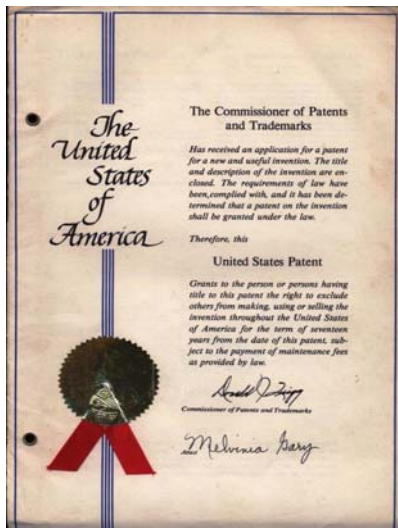 The
United
States
of
America
The Commissioner of Patents
and Trademarks
Has received an application for a patent
for a new and useful invention. The title
and description of the invention are en-
closed. The requirements of law have
been complied with, and it has been de-
termined that a patent on the invention
shall be granted under the law.
Therefore, this
United States Patent
Grants to the person or persons having
title to this patent the right to exclude
others from making, using or selling the
invention throughout the United States
of America for the term of seventeen
years from the date of this patent, sub-
ject to the payment of maintenance fees
as provided by law.
Commissioner of Patents and Trademarks
Attest
Melvinia Gary